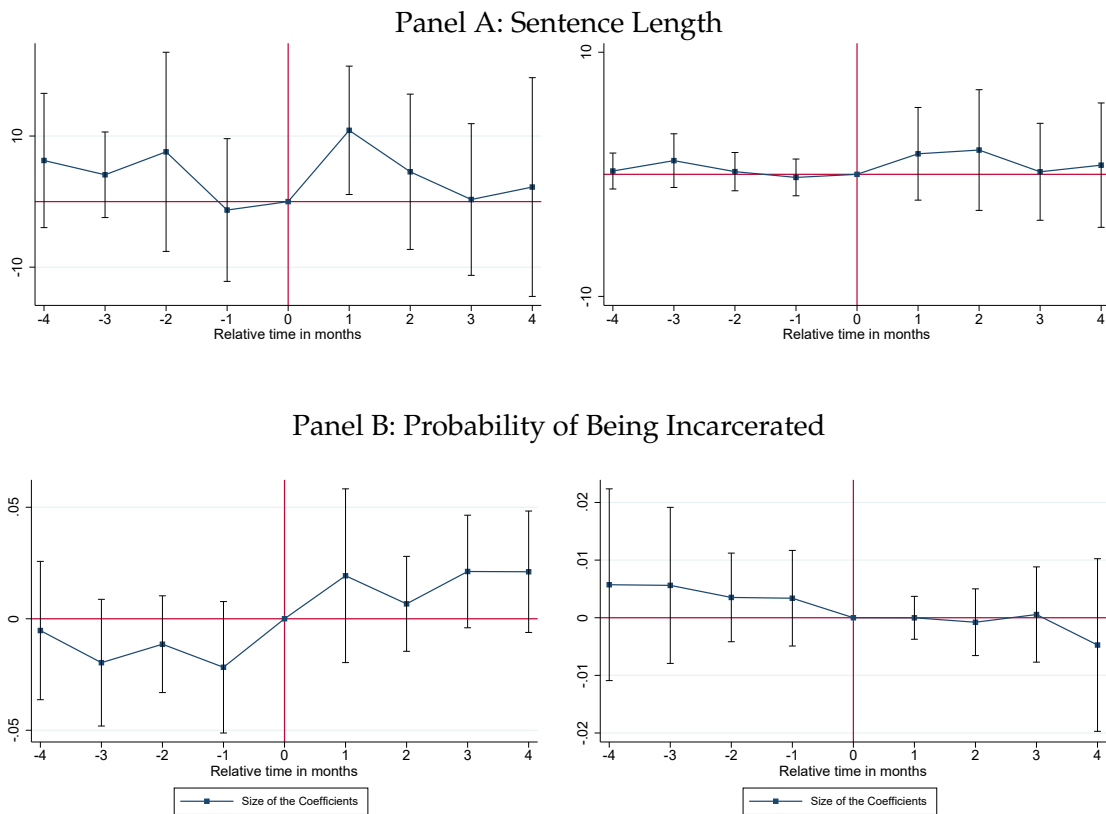 Panel A: Sentence Length
10
-10
-4 -3 -2 -1 0 1 2 3 4
Relative time in months
10
-10
-4 -3 -2 -1 0 1 2 3 4
Relative time in months
Panel B: Probability of Being Incarcerated
.05
0
-.05
-4 -3 -2 -1 0 1 2 3 4
Relative time in months
Size of the Coefficients
.02
.01
0
-.01
-.02
-4 -3 -2 -1 0 1 2 3 4
Relative time in months
Size of the Coefficients